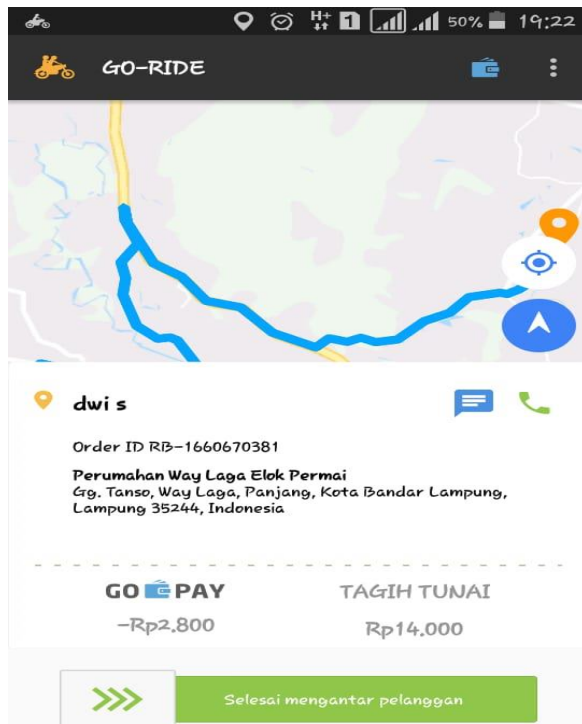 H+ 1 50% 19:22
GO-RIDE
dwi s
Order ID RB-1660670381
Perumahan Way Laga Elok Permai
Gg. Tanso, Way Laga, Panjang, Kota Bandar Lampung,
Lampung 35244, Indonesia
GO PAY TAGIH TUNAI
-Rp2.800 Rp14.000
Selesai mengantar pelanggan